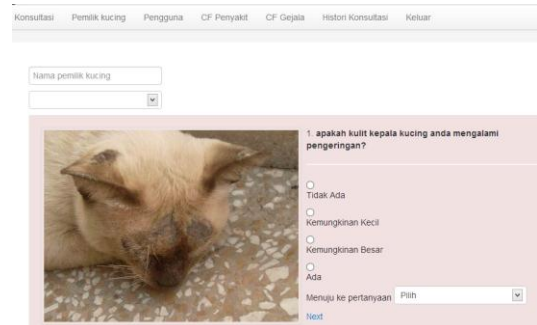 Konsultasi Pemilik kucing Pengguna CF Penyakit CF Gejala Histori Konsultasi Keluar
Nama pemilik kucing
1. apakah kulit kepala kucing anda mengalami
pengeringan?
Tidak Ada
Kemungkinan Kecil
Kemungkinan Besar
Ada
Menuju ke pertanyaan Pilih
Next